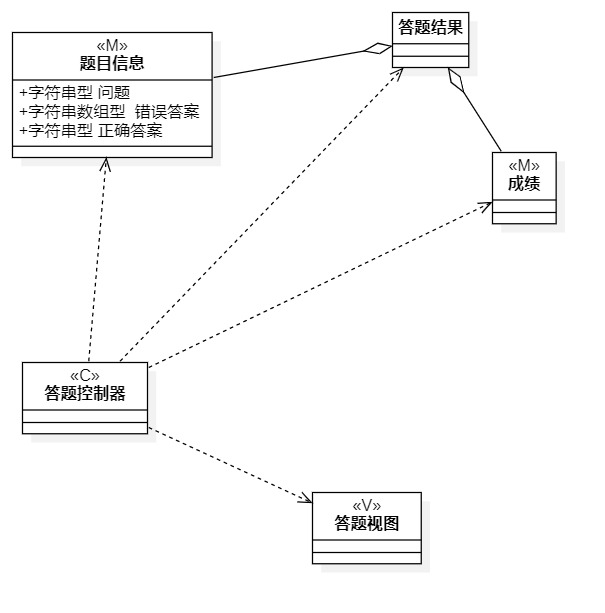 «M»
题目信息
+字符串型 问题
+字符串数组型  错误答案
+字符串型 正确答案
答题结果
«M»
成绩
«C»
答题控制器
«V»
答题视图